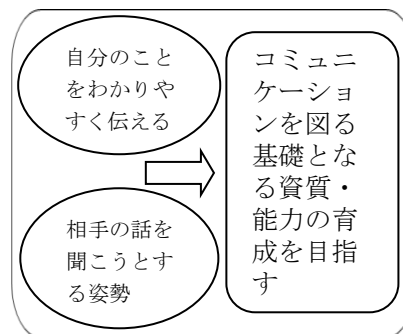 自分のこと
をわかりや
すく伝える
相手の話を
聞こうとす
る姿勢
コミュニ
ケーショ
ンを図る
基礎とな
る資質・
能力の育
成を目指
す